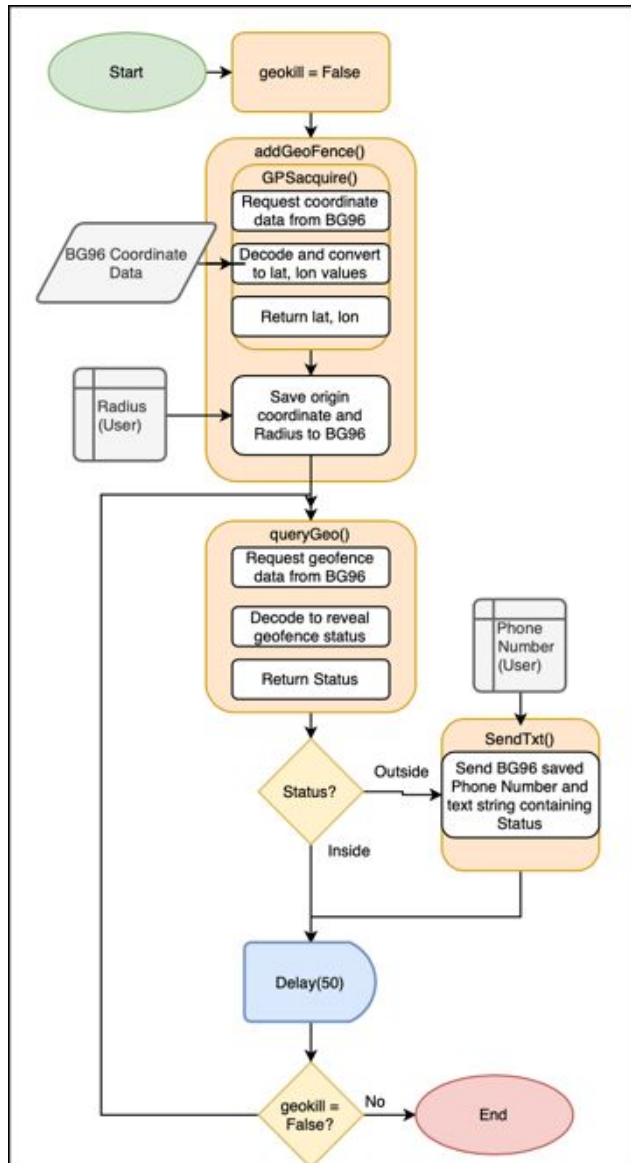 Start
geokill = False
addGeoFence()
GPSacquire()
Request coordinate
data from BG96
BG96 Coordinate
Data
Decode and convert
to lat, lon values
Return lat, lon
Radius
(User)
Save origin
coordinate and
Radius to BG96
queryGeo()
Request geofence
data from BG96
Decode to reveal
geofence status
Return Status
Phone
Number
(User)
SendTxt()
Send BG96 saved
Phone Number and
text string containing
Status
Status?
Outside
Inside
Delay(50)
geokill =
False?
No
End